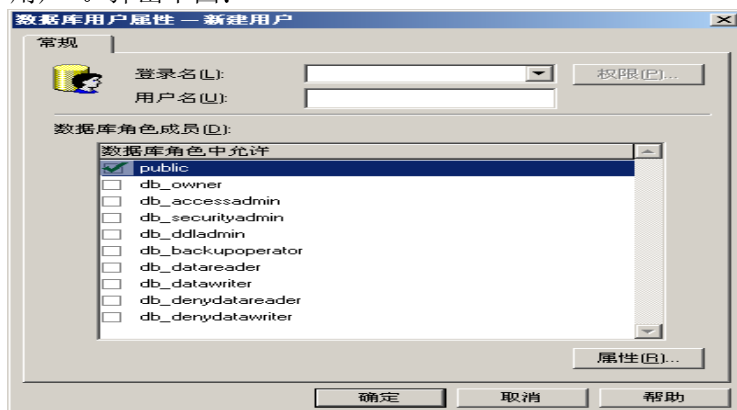 数据库用户属性 — 新建用户
常规
登录名(L):
权限(P)...
用户名(U):
数据库角色成员(D):
数据库角色中允许
public
db_owner
db_accessadmin
db_securityadmin
db_ddladmin
db_backupoperator
db_datareader
db_datawriter
db_denydatareader
db_denydatawriter
属性(R)...
确定 取消 帮助